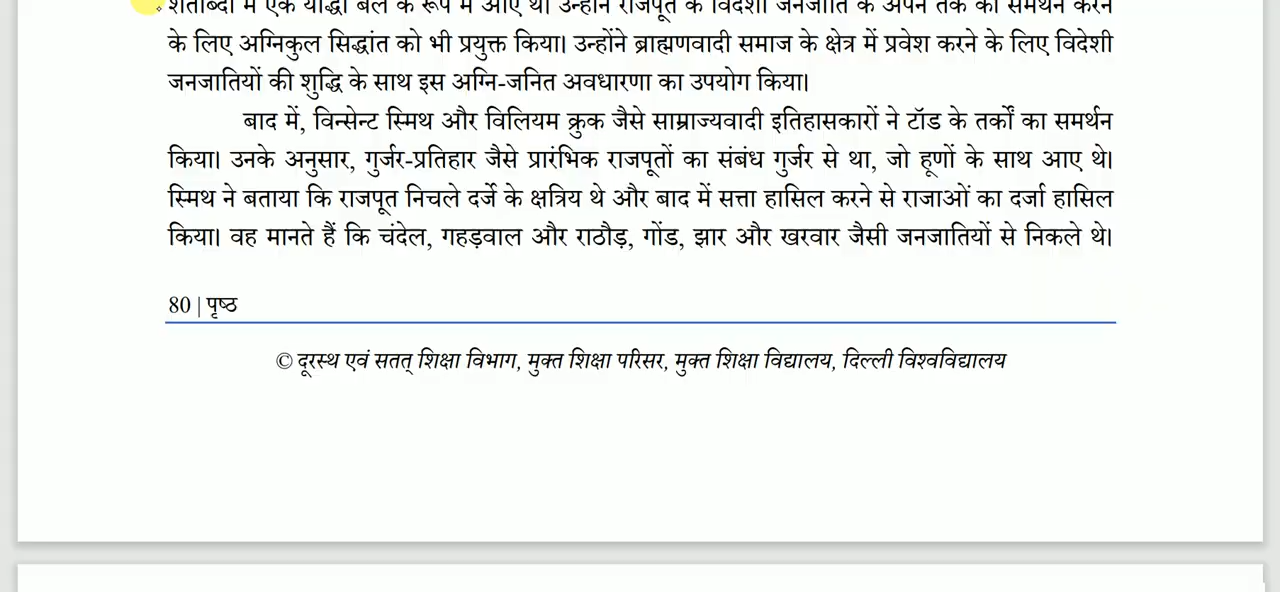 शताब्दी में एक योद्धा बल के रूप में आए थे। उन्होंने राजपूत के विदेशी जनजाति के अपने तर्क का समर्थन करने
के लिए अग्निकुल सिद्धांत को भी प्रयुक्त किया। उन्होंने ब्राह्मणवादी समाज के क्षेत्र में प्रवेश करने के लिए विदेशी
जनजातियों की शुद्धि के साथ इस अग्नि-जनित अवधारणा का उपयोग किया।
बाद में, विन्सेन्ट स्मिथ और विलियम क्रुक जैसे साम्राज्यवादी इतिहासकारों ने टॉड के तर्कों का समर्थन
किया। उनके अनुसार, गुर्जर-प्रतिहार जैसे प्रारंभिक राजपूतों का संबंध गुर्जर से था, जो हूणों के साथ आए थे।
स्मिथ ने बताया कि राजपूत निचले दर्जे के क्षत्रिय थे और बाद में सत्ता हासिल करने से राजाओं का दर्जा हासिल
किया। वह मानते हैं कि चंदेल, गहड़वाल और राठौड़, गोंड, झार और खरवार जैसी जनजातियों से निकले थे।
80 | पृष्ठ
© दूरस्थ एवं सतत् शिक्षा विभाग, मुक्त शिक्षा परिसर, मुक्त शिक्षा विद्यालय, दिल्ली विश्वविद्यालय